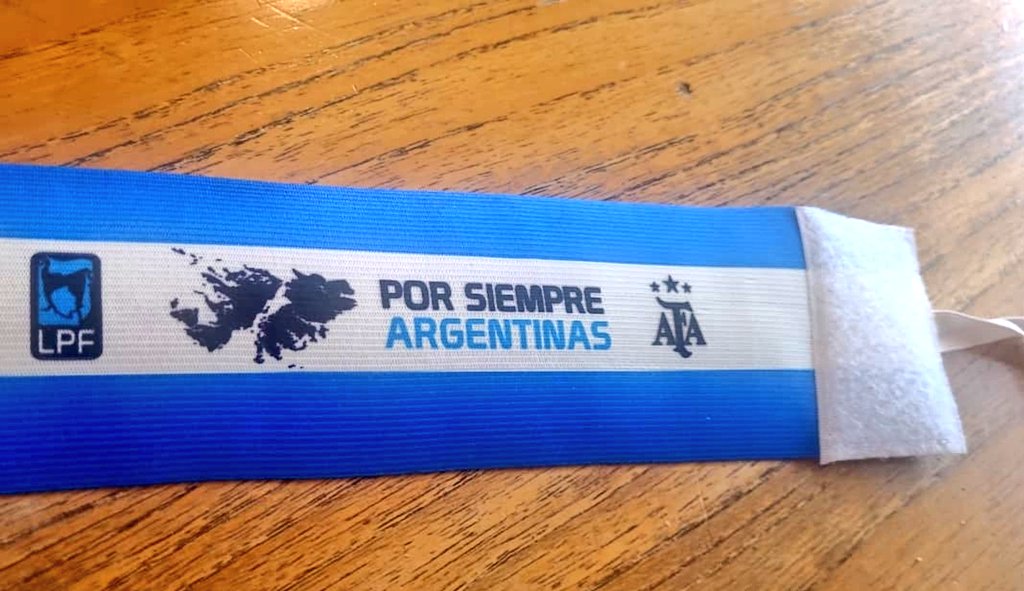 LPF
POR SIEMPRE
ARGENTINAS
AFA